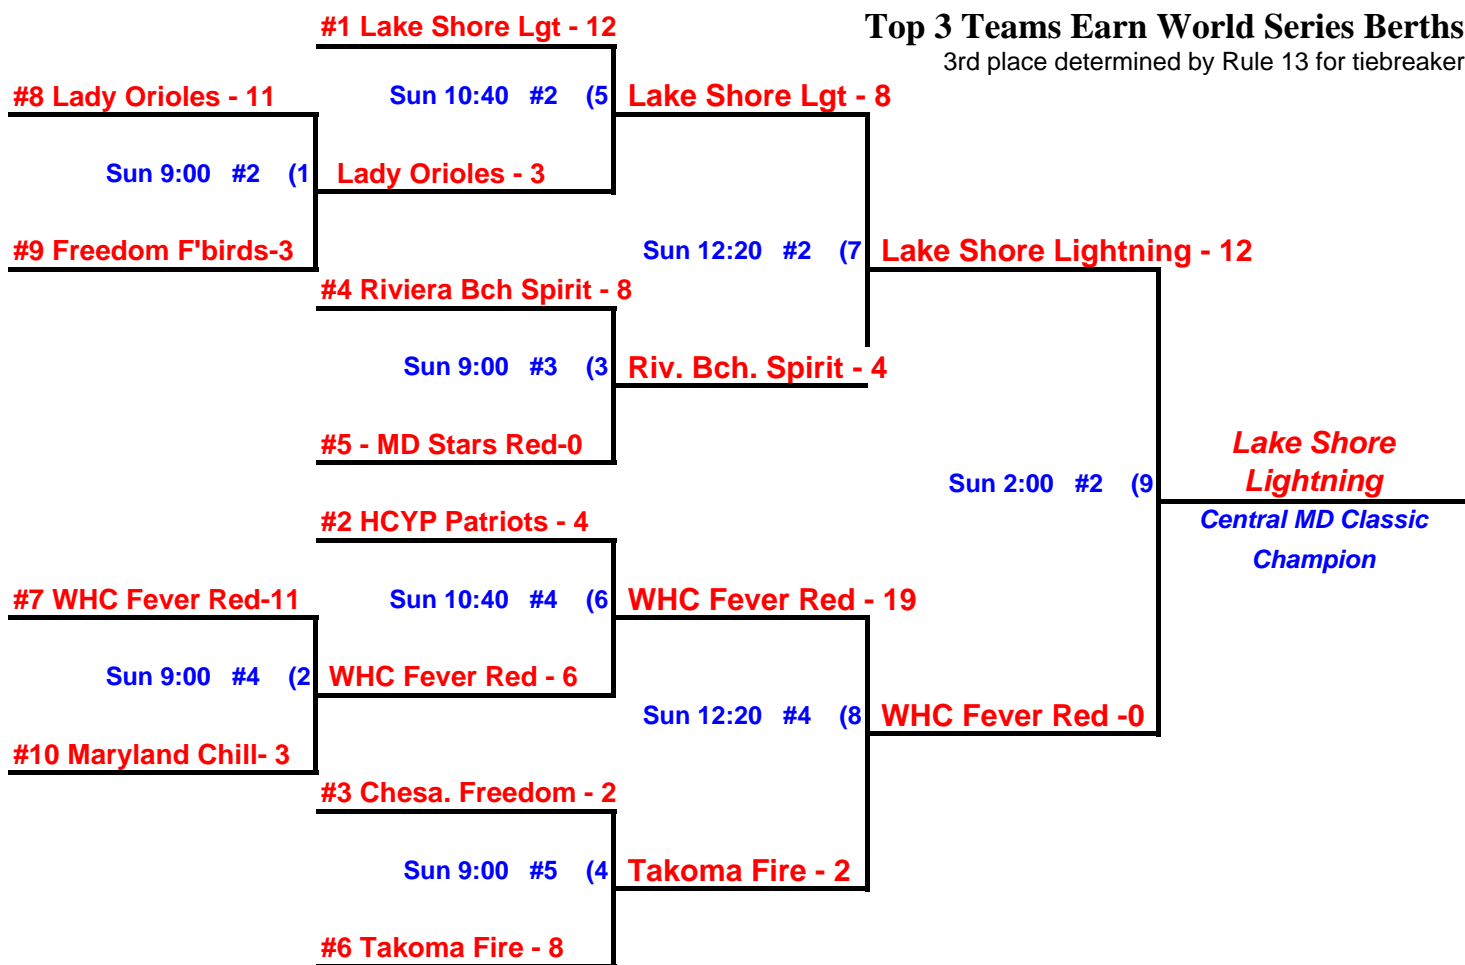 #1 Lake Shore Lgt - 12
Top 3 Teams Earn World Series Berths
3rd place determined by Rule 13 for tiebreaker
#8 Lady Orioles - 11
Sun 10:40 #2 (5
Lake Shore Lgt - 8
Sun 9:00 #2 (1
Lady Orioles - 3
#9 Freedom F'birds-3
Sun 12:20 #2 (7
Lake Shore Lightning - 12
#4 Riviera Bch Spirit - 8
Sun 9:00 #3 (3
Riv. Bch. Spirit - 4
#5 - MD Stars Red-0
Lake Shore
Lightning
Sun 2:00 #2 (9
Central MD Classic
Champion
#2 HCYP Patriots - 4
#7 WHC Fever Red-11
Sun 10:40 #4 (6
WHC Fever Red - 19
Sun 9:00 #4 (2
WHC Fever Red - 6
Sun 12:20 #4 (8
WHC Fever Red -0
#10 Maryland Chill- 3
#3 Chesa. Freedom - 2
Sun 9:00 #5 (4
Takoma Fire - 2
#6 Takoma Fire - 8